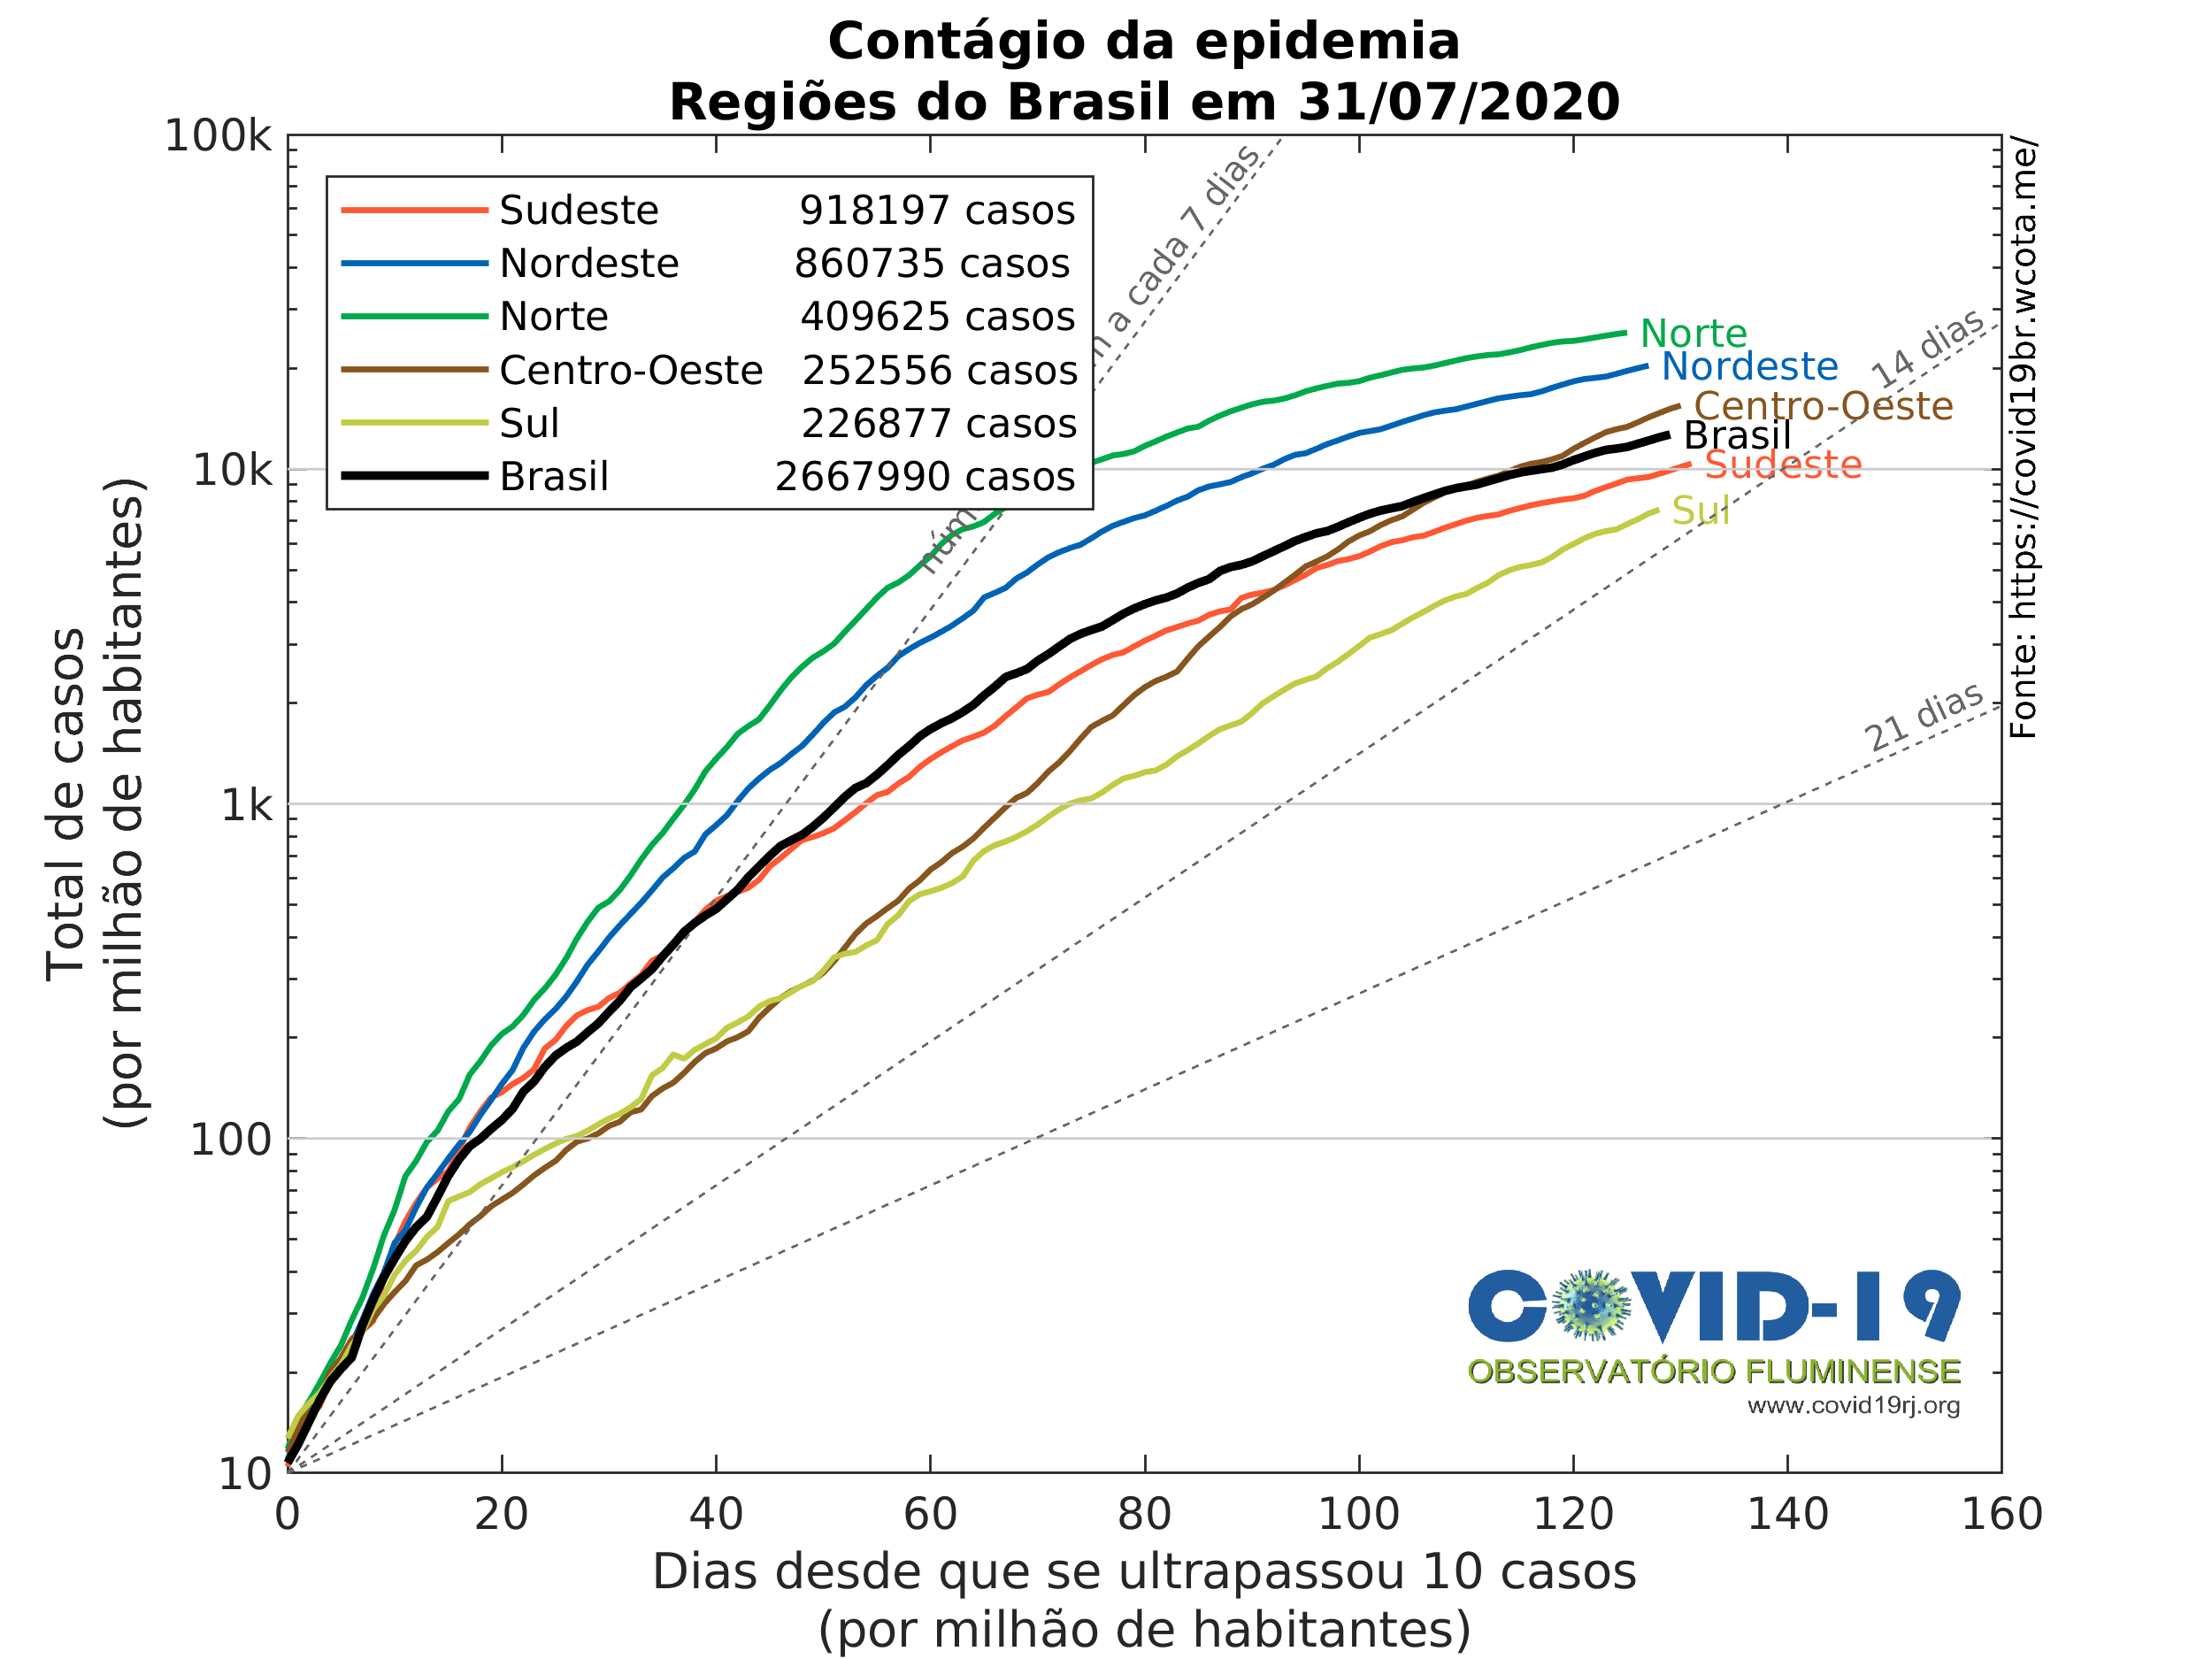 Contágio da epidemia
Regiões do Brasil em 31/07/2020
Total de casos
(por milhão de habitantes)
100k
10k
1k
100
10
Sudeste 918197 casos
Nordeste 860735 casos
Norte 409625 casos
Centro-Oeste 252556 casos
Sul 226877 casos
Brasil 2667990 casos
a cada 7 dias
14 dias
21 dias
Norte
Nordeste
Centro-Oeste
Brasil
Sudeste
Sul
Fonte: https://covid19br.wcota.me/
COVID-19
OBSERVATÓRIO FLUMINENSE
www.covid19rj.org
0 20 40 60 80 100 120 140 160
Dias desde que se ultrapassou 10 casos
(por milhão de habitantes)